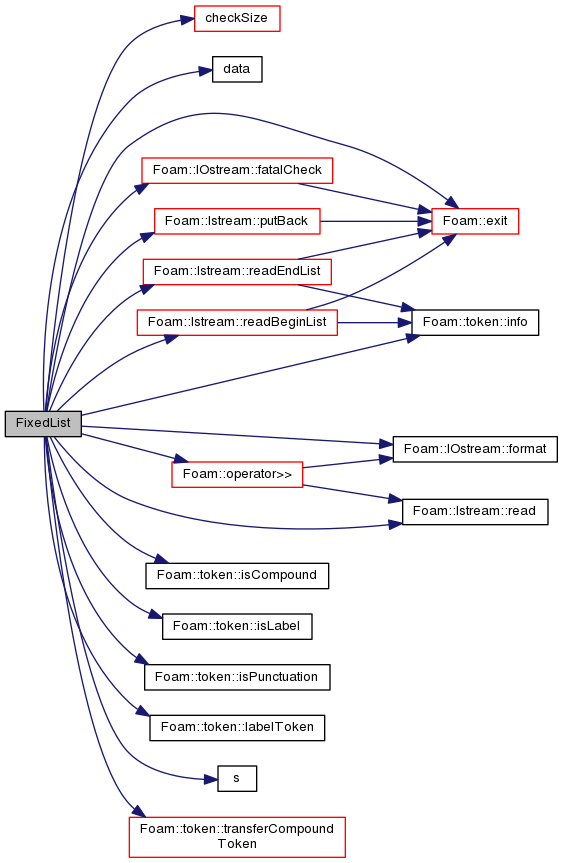 checkSize
data
Foam::IOstream::fatalCheck
Foam::Istream::putBack
Foam::exit
Foam::Istream::readEndList
Foam::Istream::readBeginList
Foam::token::info
FixedList
Foam::IOstream::format
Foam::operator>>
Foam::Istream::read
Foam::token::isCompound
Foam::token::isLabel
Foam::token::isPunctuation
Foam::token::labelToken
s
Foam::token::transferCompound
Token